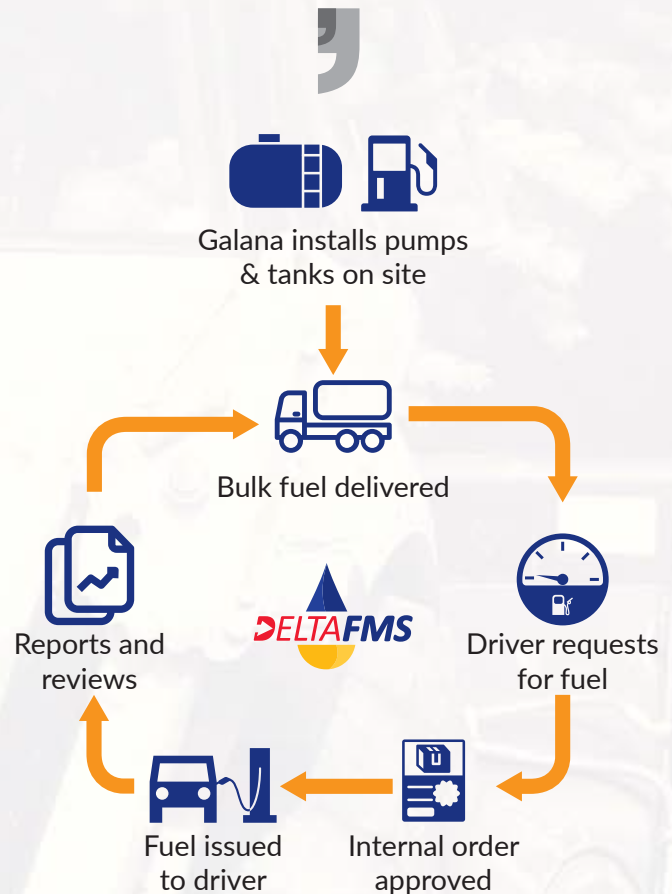 Galana installs pumps
& tanks on site
Bulk fuel delivered
Reports and
reviews
DELTAFMS
Driver requests
for fuel
Fuel issued
to driver
Internal order
approved